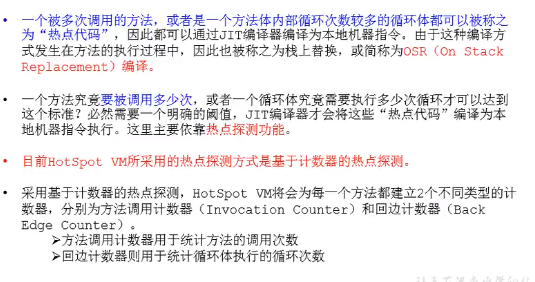 • 一个被多次调用的方法，或者是一个方法体内部循环次数较多的循环体都可以被称之
为“热点代码”，因此都可以通过JIT编译器编译为本地机器指令。由于这种编译方
式发生在方法的执行过程中，因此也被称之为栈上替换，或简称为OSR（On Stack
Replacement）编译。
• 一个方法究竟要被调用多少次，或者一个循环体究竟需要执行多少次循环才可以达到
这个标准？必然需要一个明确的阈值，JIT编译器才会将这些“热点代码”编译为本
地机器指令执行。这里主要依靠热点探测功能。
• 目前HotSpot VM所采用的热点探测方式是基于计数器的热点探测。
• 采用基于计数器的热点探测，HotSpot VM将会为每一个方法都建立2个不同类型的计
数器，分别为方法调用计数器（Invocation Counter）和回边计数器（Back
Edge Counter）。
➢方法调用计数器用于统计方法的调用次数
➢回边计数器则用于统计循环体执行的循环次数